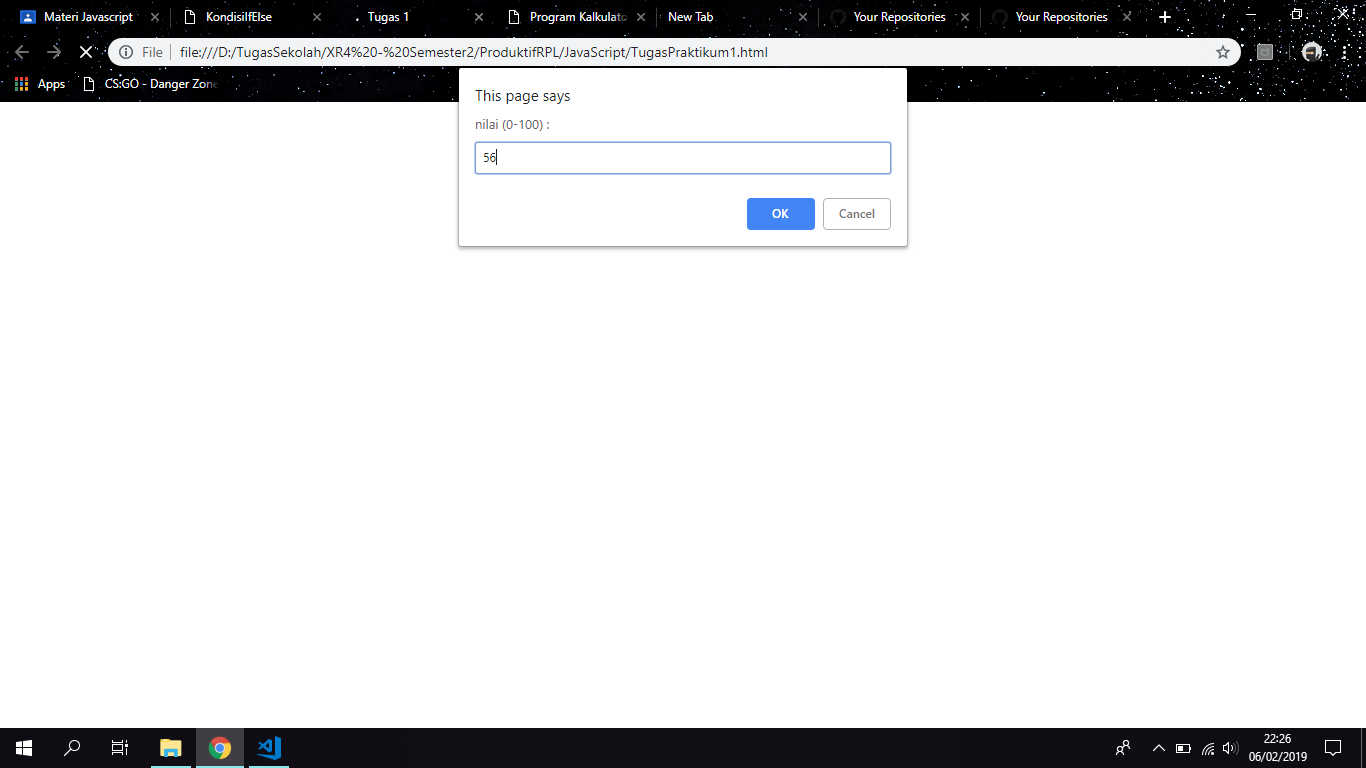 Materi Javascript
KondisiIfElse
Tugas 1
Program Kalkulato
New Tab
Your Repositories
Your Repositories
File
file:///D:/TugasSekolah/XR4%20-%20Semester2/ProduktifRPL/JavaScript/TugasPraktikum1.html
Apps
CS:GO - Danger Zone
This page says
nilai (0-100) :
56
OK
Cancel
22:26
06/02/2019